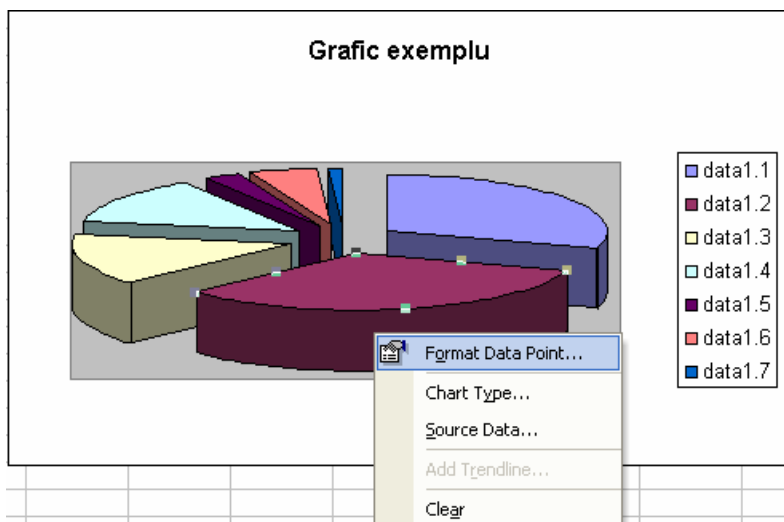 Grafic exemplu
data1.1
data1.2
data1.3
data1.4
data1.5
data1.6
data1.7
Format Data Point...
Chart Type...
Source Data...
Add Trendline...
Clear